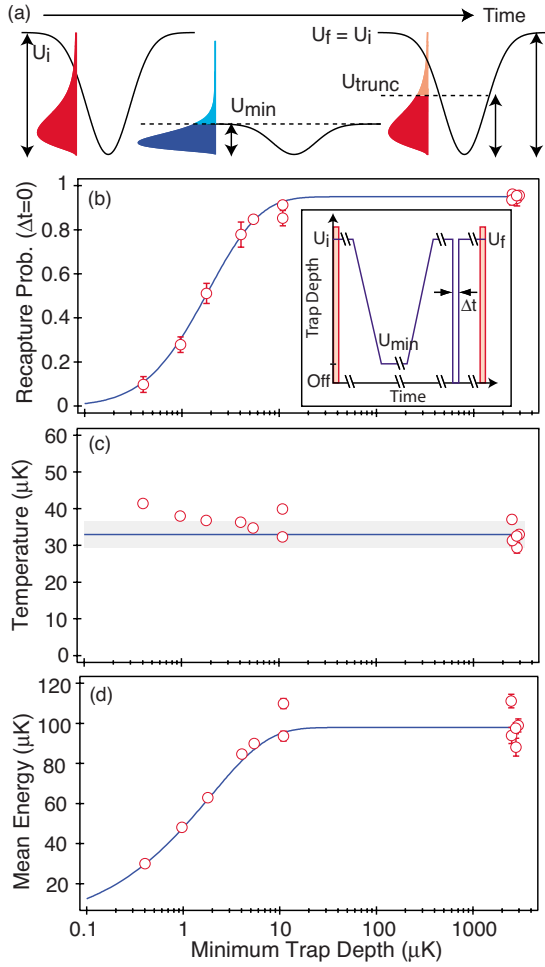 (a)
Time
U_i
U_min
U_f = U_i
U_trunc
Recapture Prob. (Δt=0)
1
0.8
0.6
0.4
0.2
0
(b)
Trap Depth
U_i
U_f
U_min
Δt
Off
Time
Temperature (μK)
60
50
40
30
20
10
0
(c)
Mean Energy (μK)
120
100
80
60
40
20
(d)
0.1 1 10 100 1000
Minimum Trap Depth (μK)